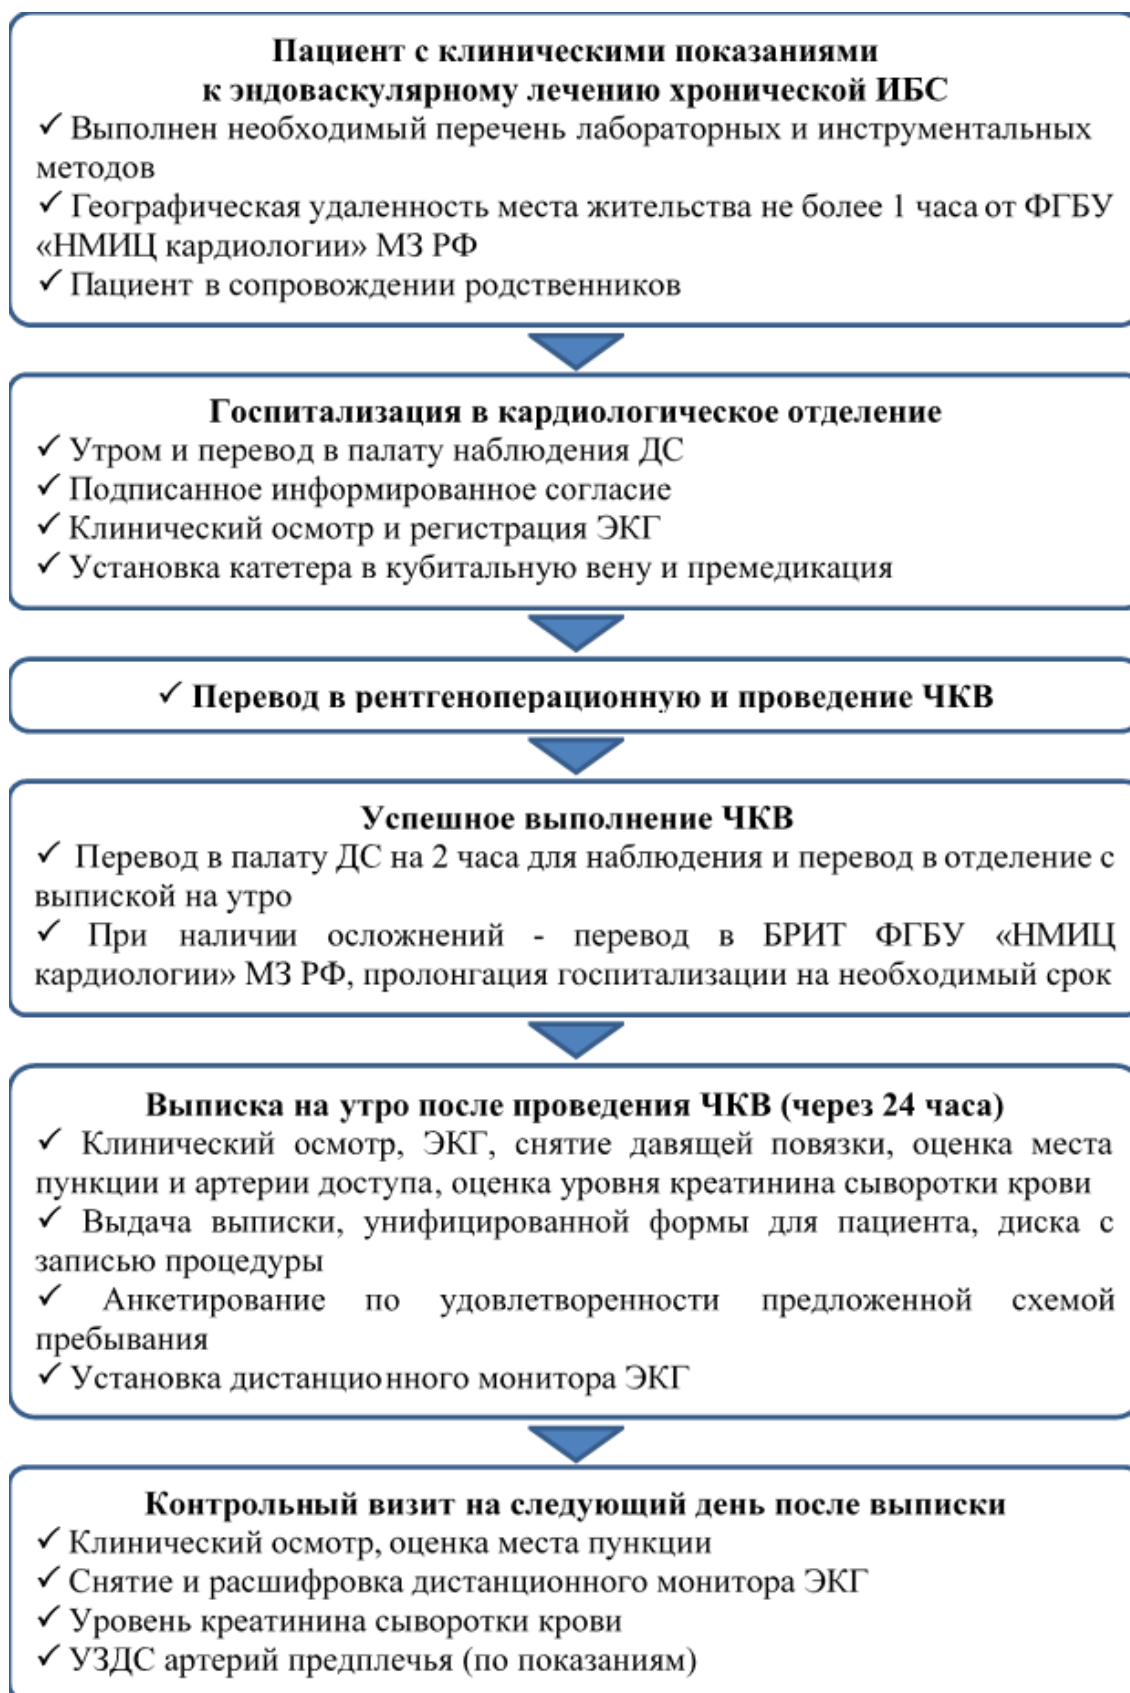 Пациент с клиническими показаниями
к эндоваскулярному лечению хронической ИБС
✓ Выполнен необходимый перечень лабораторных и инструментальных
методов
✓ Географическая удаленность места жительства не более 1 часа от ФГБУ
«НМИЦ кардиологии» МЗ РФ
✓ Пациент в сопровождении родственников
Госпитализация в кардиологическое отделение
✓ Утром и перевод в палату наблюдения ДС
✓ Подписанное информированное согласие
✓ Клинический осмотр и регистрация ЭКГ
✓ Установка катетера в кубитальную вену и премедикация
✓ Перевод в рентгеноперационную и проведение ЧКВ
Успешное выполнение ЧКВ
✓ Перевод в палату ДС на 2 часа для наблюдения и перевод в отделение с
выпиской на утро
✓ При наличии осложнений - перевод в БРИТ ФГБУ «НМИЦ
кардиологии» МЗ РФ, пролонгация госпитализации на необходимый срок
Выписка на утро после проведения ЧКВ (через 24 часа)
✓ Клинический осмотр, ЭКГ, снятие давящей повязки, оценка места
пункции и артерии доступа, оценка уровня креатинина сыворотки крови
✓ Выдача выписки, унифицированной формы для пациента, диска с
записью процедуры
✓ Анкетирование по удовлетворенности предложенной схемой
пребывания
✓ Установка дистанционного монитора ЭКГ
Контрольный визит на следующий день после выписки
✓ Клинический осмотр, оценка места пункции
✓ Снятие и расшифровка дистанционного монитора ЭКГ
✓ Уровень креатинина сыворотки крови
✓ УЗДС артерий предплечья (по показаниям)